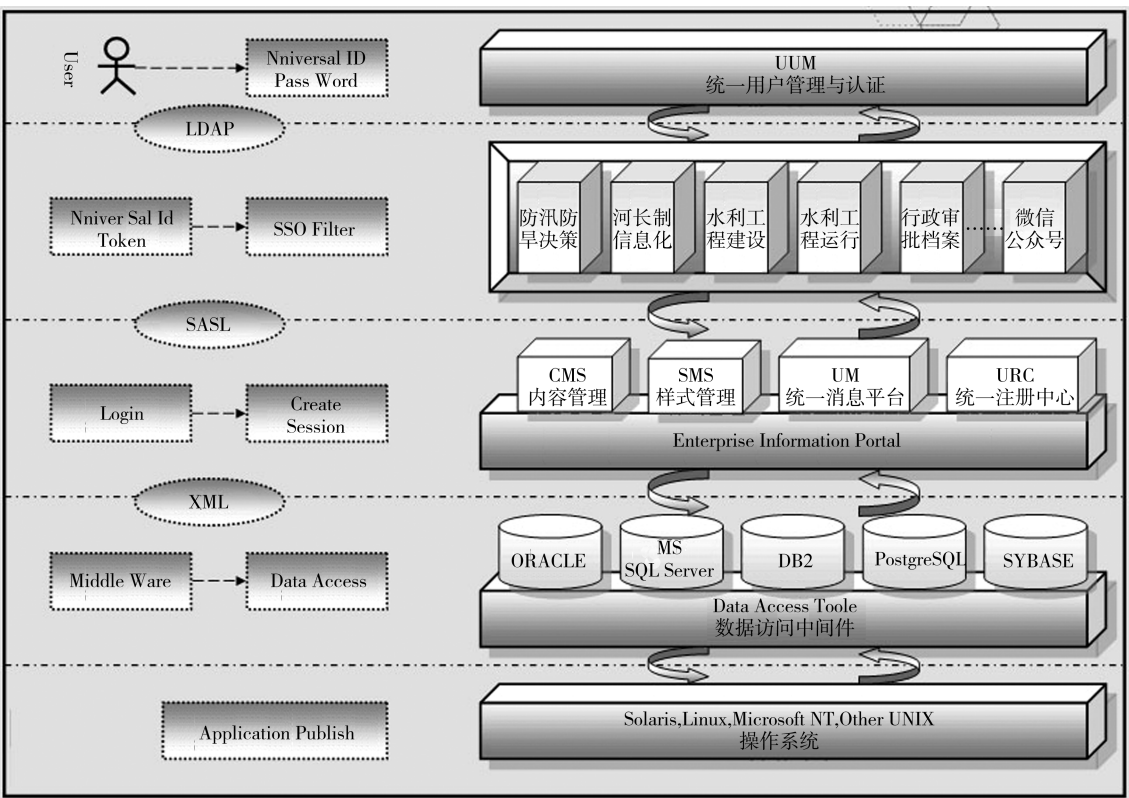 User
Nniversal ID
Pass Word
UUM
统一用户管理与认证
LDAP
Nniver Sal Id
Token
SSO Filter
防汛防
旱决策
河长制
信息化
水利工
程建设
水利工
程运行
行政审
批档案
……
微信
公众号
SASL
Login
Create
Session
CMS
内容管理
SMS
样式管理
UM
统一消息平台
URC
统一注册中心
Enterprise Information Portal
XML
Middle Ware
Data Access
ORACLE
MS
SQL Server
DB2
PostgreSQL
SYBASE
Data Access Toole
数据访问中间件
Application Publish
Solaris,Linux,Microsoft NT,Other UNIX
操作系统